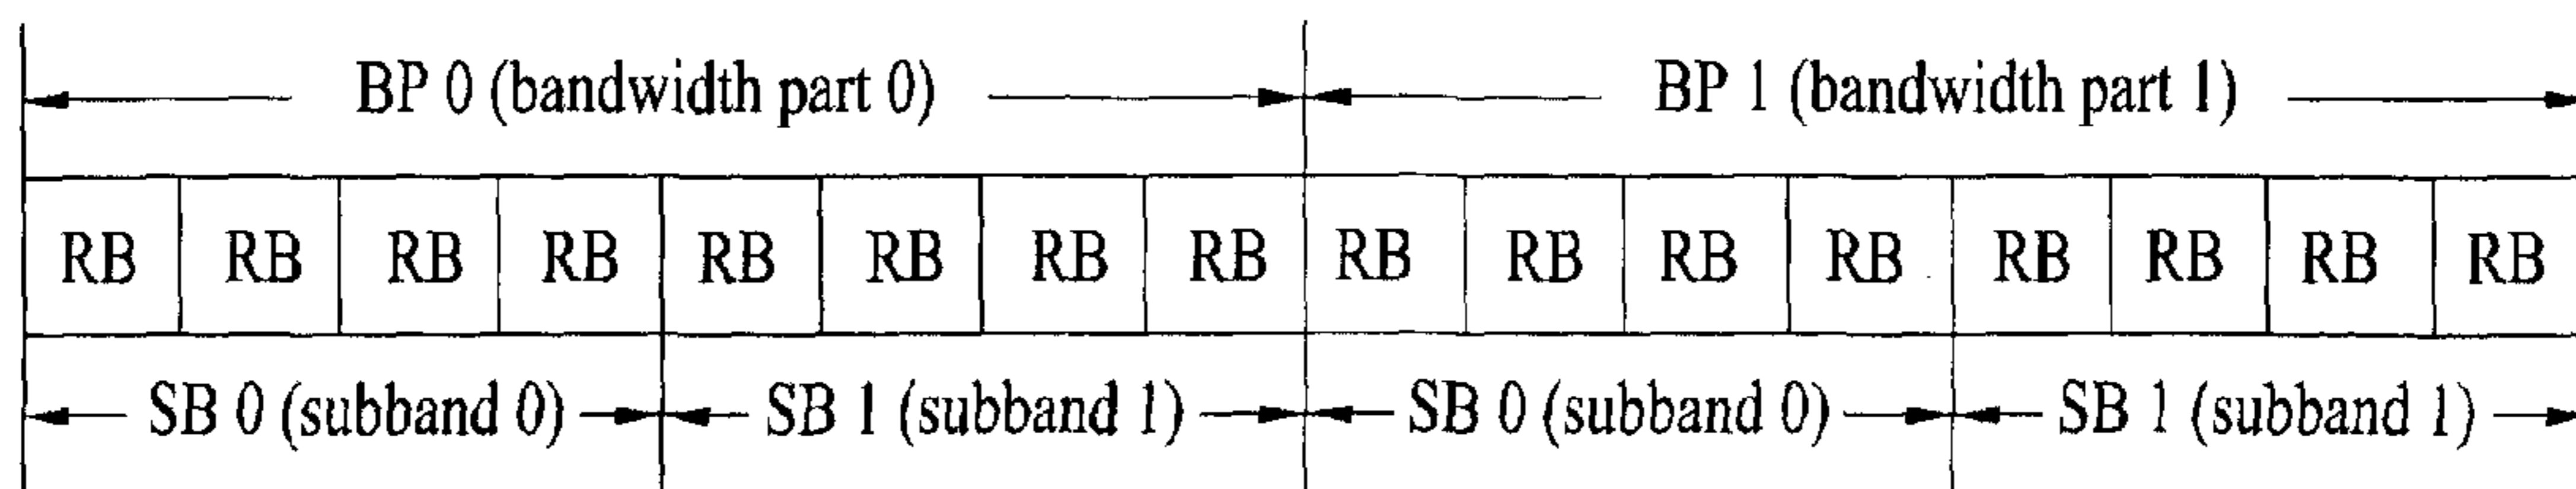 BP 0 (bandwidth part 0) BP 1 (bandwidth part 1)
RB RB RB RB RB RB RB RB RB RB RB RB RB RB RB RB
SB 0 (subband 0) SB 1 (subband 1) SB 0 (subband 0) SB 1 (subband 1)